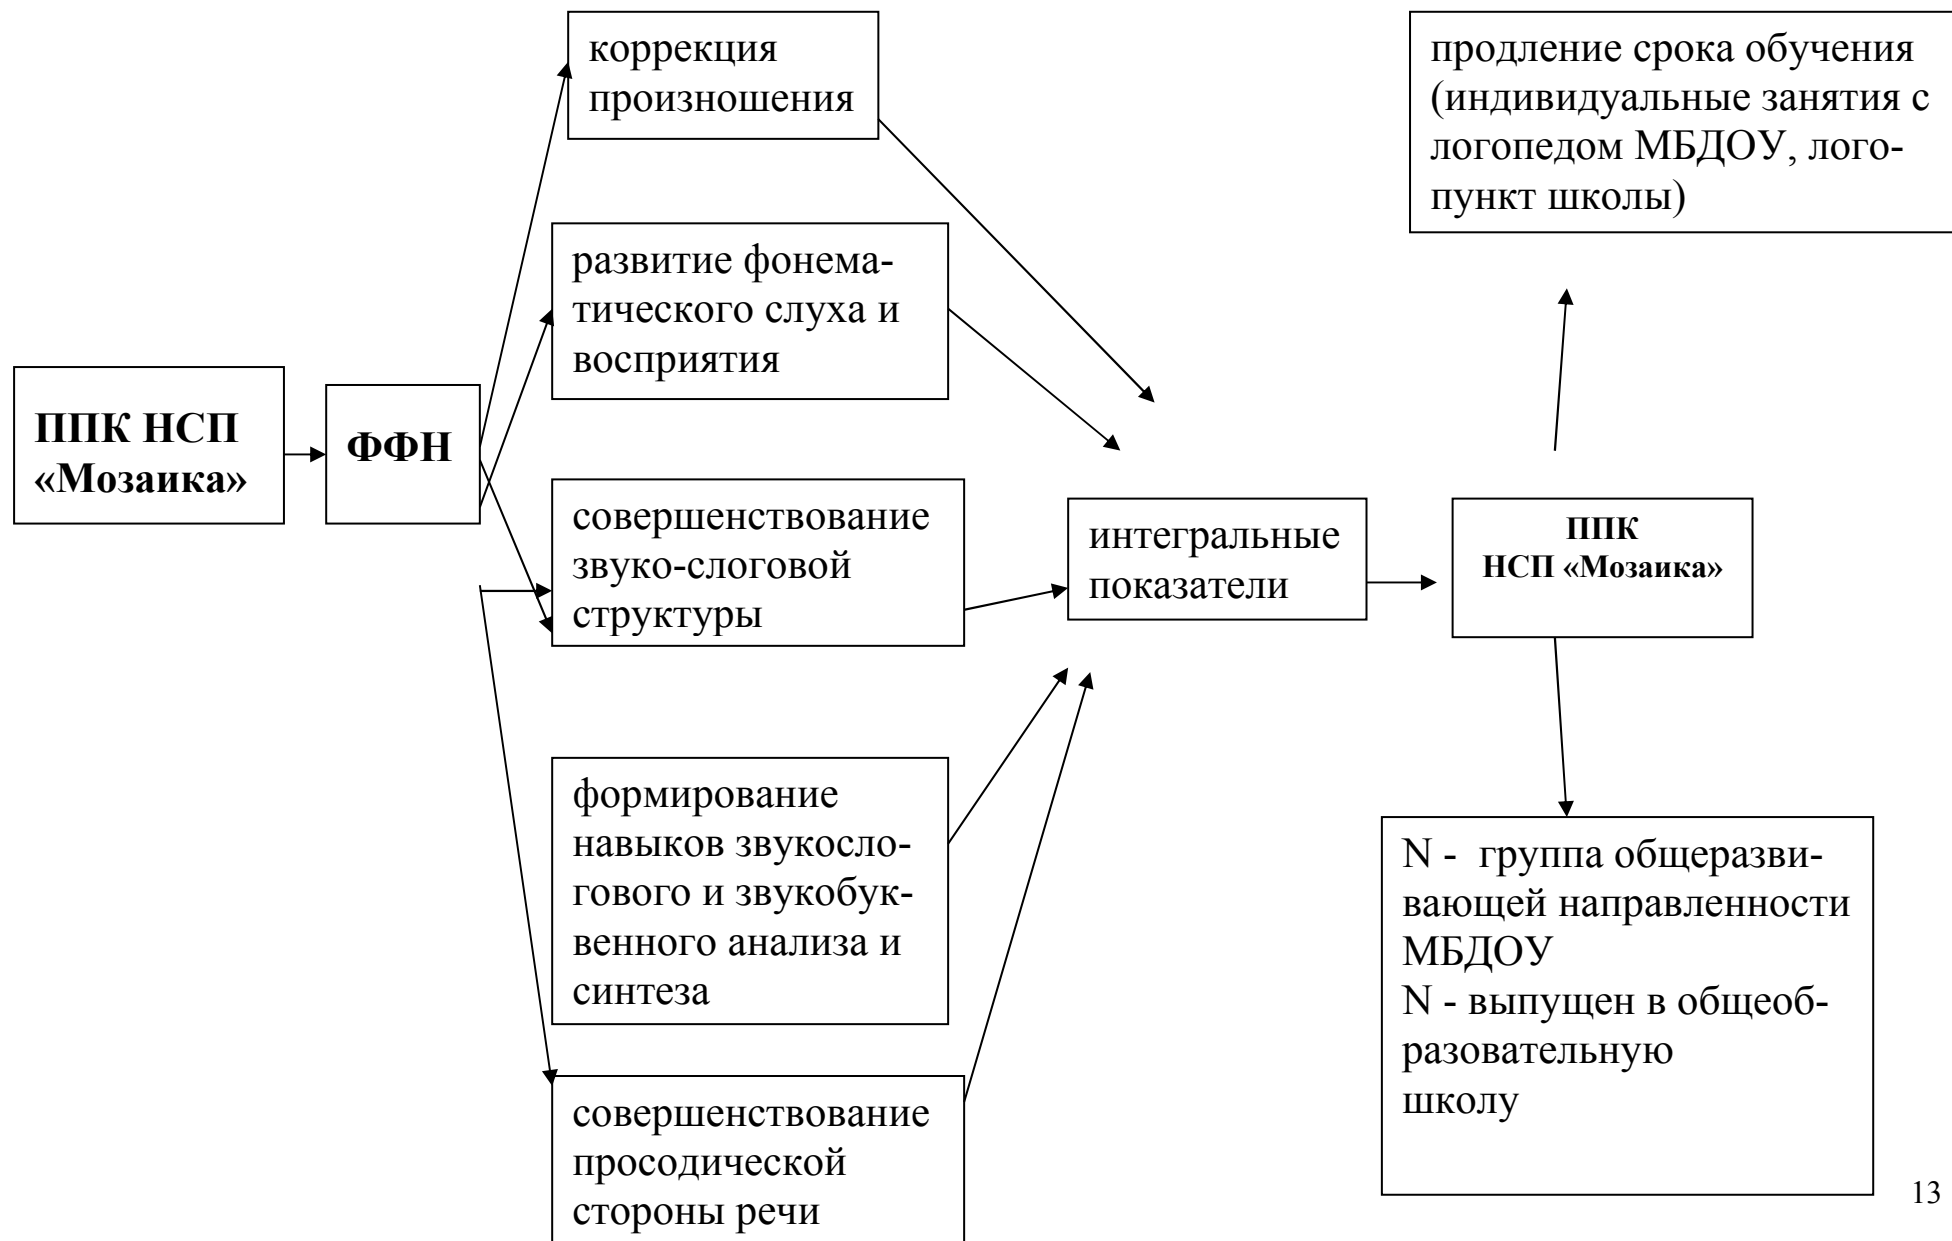 ППК НСП
«Мозаика»
ФФН
коррекция
произношения
развитие фонема-
тического слуха и
восприятия
совершенствование
звуко-слоговой
структуры
формирование
навыков звукосло-
гового и звукобук-
венного анализа и
синтеза
совершенствование
просодической
стороны речи
интегральные
показатели
ППК
НСП «Мозаика»
продление срока обучения
(индивидуальные занятия с
логопедом МБДОУ, лого-
пункт школы)
N -  группа общеразви-
вающей направленности
МБДОУ
N - выпущен в общеоб-
разовательную
школу
13